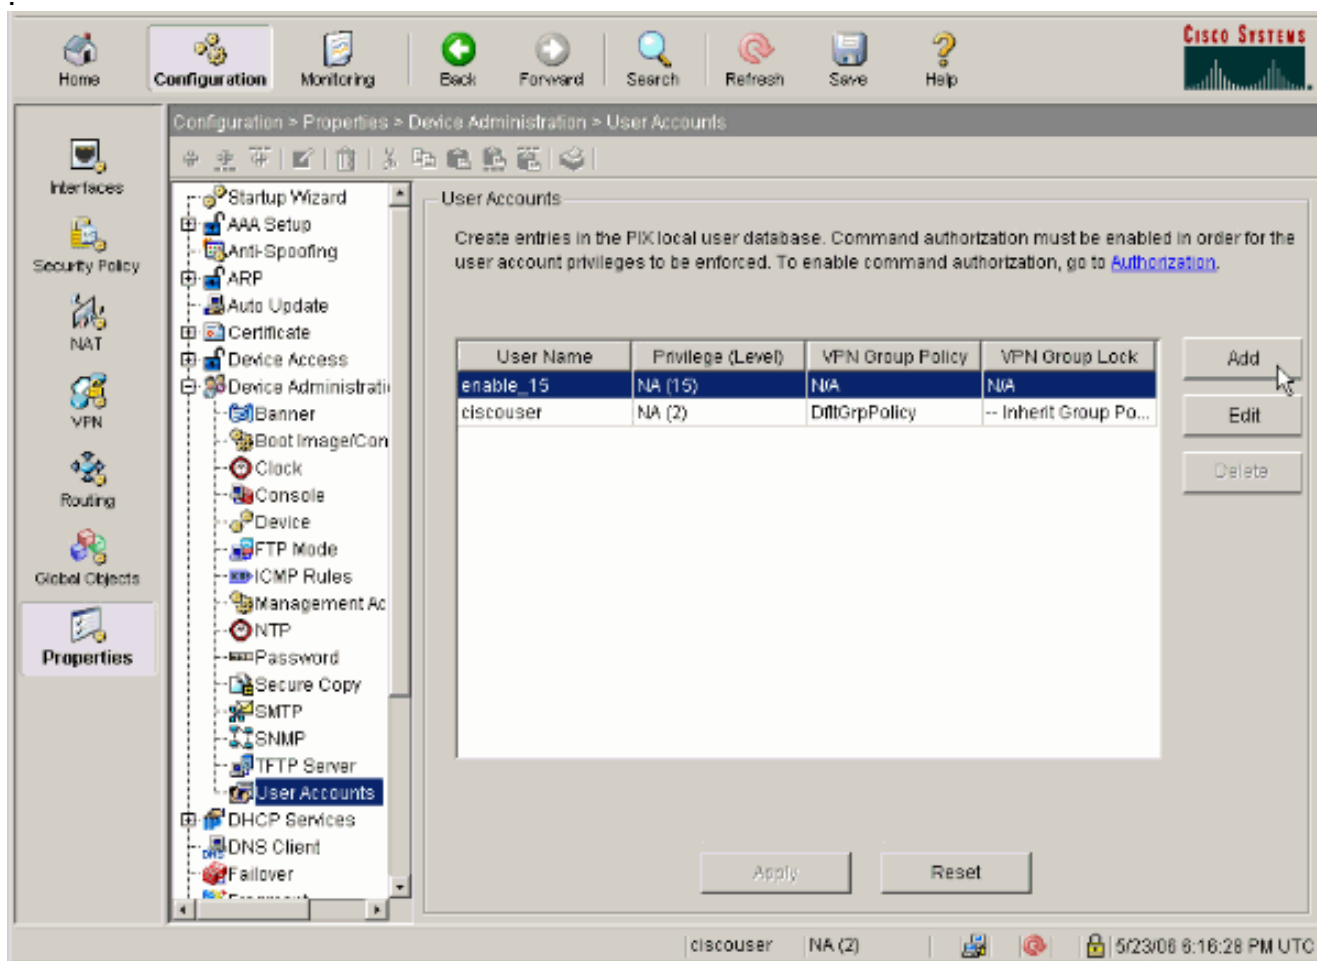 Home Configuration Monitoring Back Forward Search Refresh Save Help CISCO SYSTEMS
Configuration > Properties > Device Administration > User Accounts
Interfaces
Security Policy
NAT
VPN
Routing
Global Objects
Properties
Startup Wizard
AAA Setup
Anti-Spoofing
ARP
Auto Update
Certificate
Device Access
Device Administrati
Banner
Boot Image/Con
Clock
Console
Device
FTP Mode
ICMP Rules
Management Ac
NTP
Password
Secure Copy
SMTP
SNMP
TFTP Server
User Accounts
DHCP Services
DNS Client
Failover
User Accounts
Create entries in the PIX local user database. Command authorization must be enabled in order for the
user account privileges to be enforced. To enable command authorization, go to Authorization.
User Name Privilege (Level) VPN Group Policy VPN Group Lock
enable_15 NA (15) N/A N/A
ciscouser NA (2) DfltGrpPolicy -- Inherit Group Po...
Add
Edit
Delete
Apply Reset
ciscouser NA (2) 5/23/06 6:16:28 PM UTC